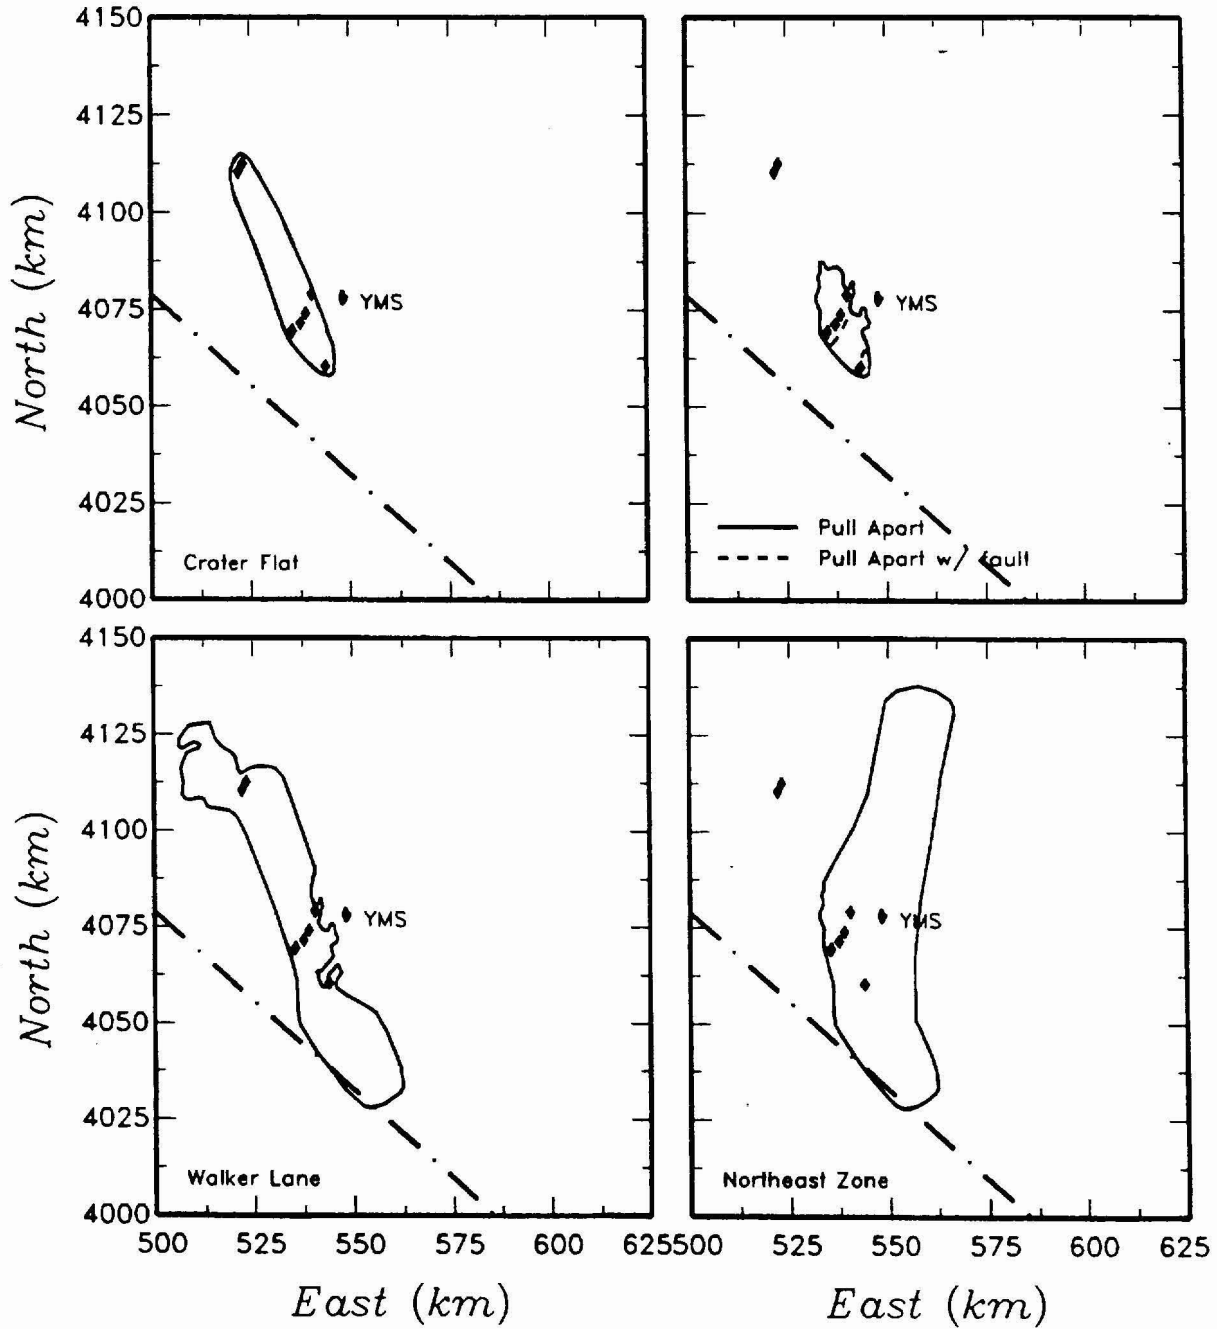 4150
4125
4100
4075
4050
4025
4000
North (km)
YMS
Crater Flat
YMS
Pull Apart
Pull Apart w/ fault
4150
4125
4100
4075
4050
4025
4000
North (km)
YMS
Walker Lane
YMS
Northeast Zone
500 525 550 575 600 625
500 525 550 575 600 625
East (km)
East (km)